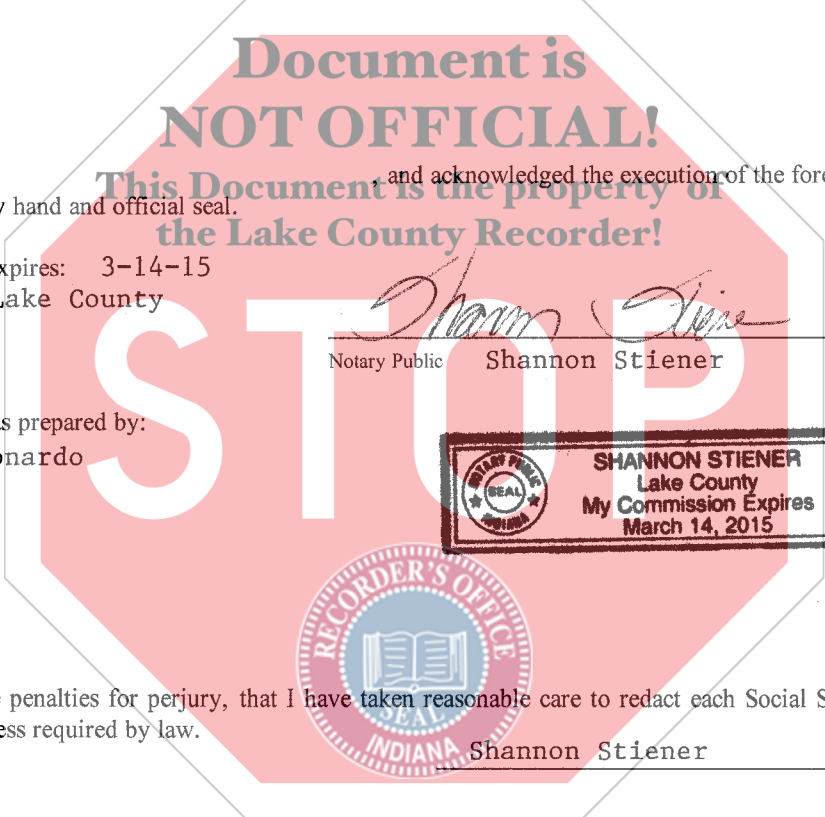 Document is
NOT OFFICIAL!
, and acknowledged the execution of the fore
This Document is the property of
y hand and official seal.
the Lake County Recorder!
xpires: 3-14-15
Lake County
Shannon Stiener
STOP
Notary Public Shannon Stiener
s prepared by:
onardo
NOTARY PUBLIC
SEAL
INDIANA
SHANNON STIENER
Lake County
My Commission Expires
March 14, 2015
RECORDER'S OFFICE
SEAL
INDIANA
e penalties for perjury, that I have taken reasonable care to redact each Social S
ess required by law.
Shannon Stiener